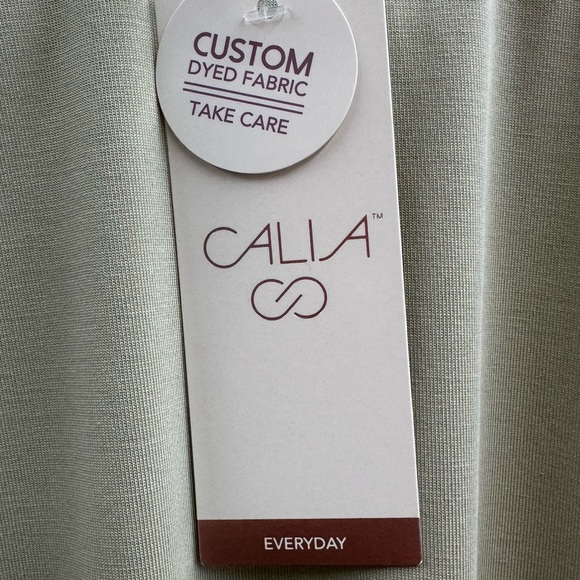 CUSTOM
DYED FABRIC
TAKE CARE
CALIA™
EVERYDAY